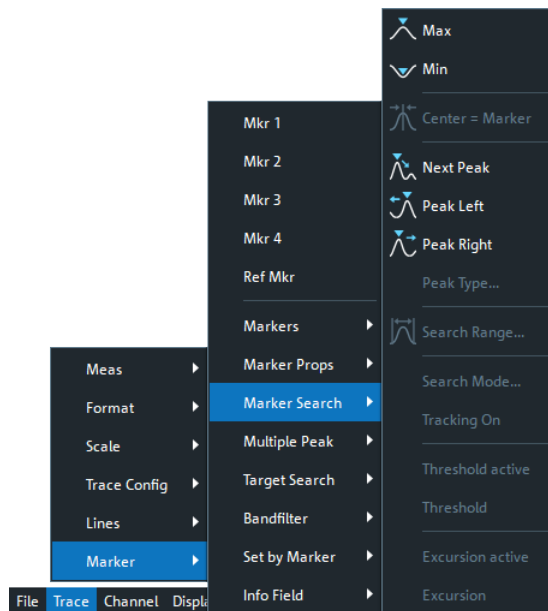 Max
Min
Center = Marker
Next Peak
Peak Left
Peak Right
Peak Type...
Search Range...
Search Mode...
Tracking On
Threshold active
Threshold
Excursion active
Excursion
Mkr 1
Mkr 2
Mkr 3
Mkr 4
Ref Mkr
Markers
Marker Props
Marker Search
Multiple Peak
Target Search
Bandfilter
Set by Marker
Info Field
Meas
Format
Scale
Trace Config
Lines
Marker
File Trace Channel Displa